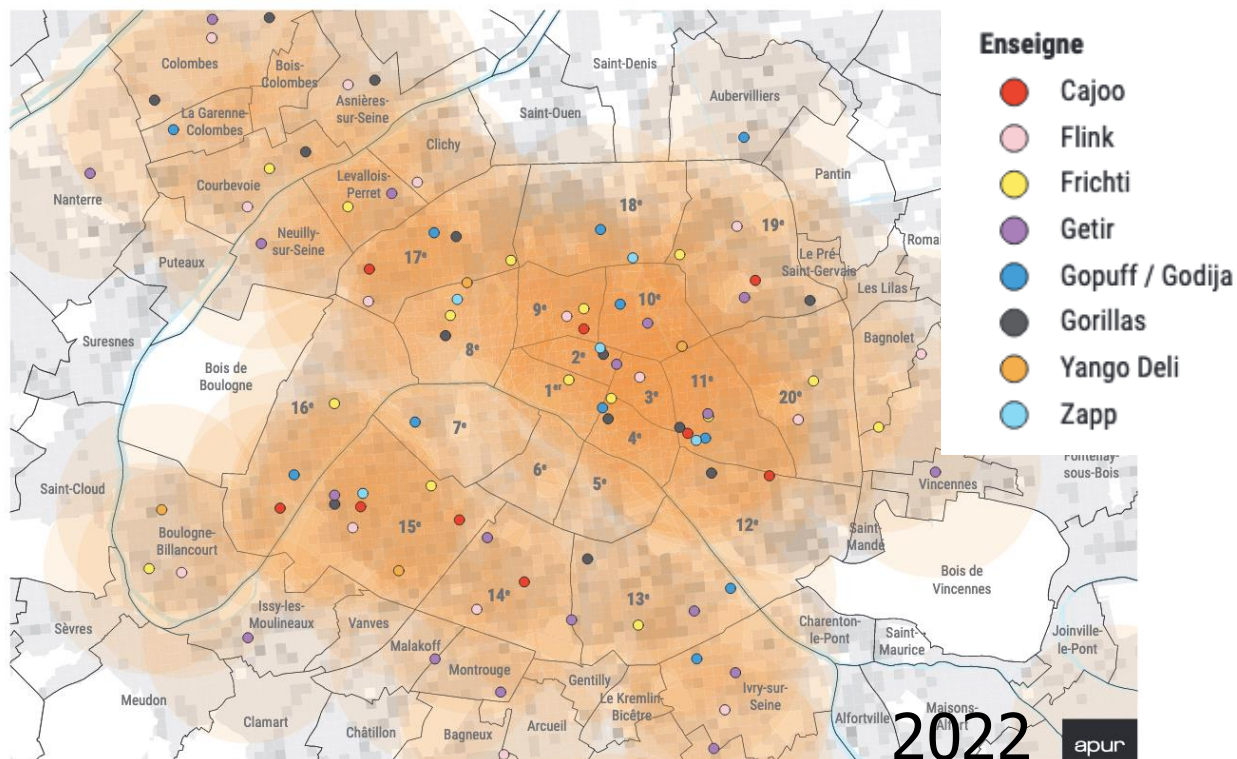 Enseigne
Cajoo
Flink
Frichti
Getir
Gopuff / Godija
Gorillas
Yango Deli
Zapp
Colombes
Bois-
Colombes
Asnières-
sur-Seine
La Garenne-
Colombes
Saint-Denis
Saint-Ouen
Aubervilliers
Clichy
Pantin
Nanterre
Courbevoie
Levallois-
Perret
Neuilly-
sur-Seine
Puteaux
18ᵉ
19ᵉ
17ᵉ
Le Pré-
Saint-Gervais
Romai
Les Lilas
Suresnes
Bois de
Boulogne
8ᵉ
9ᵉ
10ᵉ
2ᵉ
1ᵉʳ
3ᵉ
11ᵉ
20ᵉ
Bagnolet
16ᵉ
7ᵉ
4ᵉ
6ᵉ
5ᵉ
Saint-Cloud
Boulogne-
Billancourt
15ᵉ
12ᵉ
Vincennes
Fontenay-
sous-Bois
Saint-
Mandé
Bois de
Vincennes
14ᵉ
13ᵉ
Sèvres
Issy-les-
Moulineaux
Vanves
Malakoff
Montrouge
Gentilly
Le Kremlin-
Bicêtre
Ivry-sur-
Seine
Charenton-
le-Pont
Saint-
Maurice
Joinville-
le-Pont
Meudon
Clamart
Châtillon
Bagneux
Arcueil
Alfortville
Maisons-
2022
apur